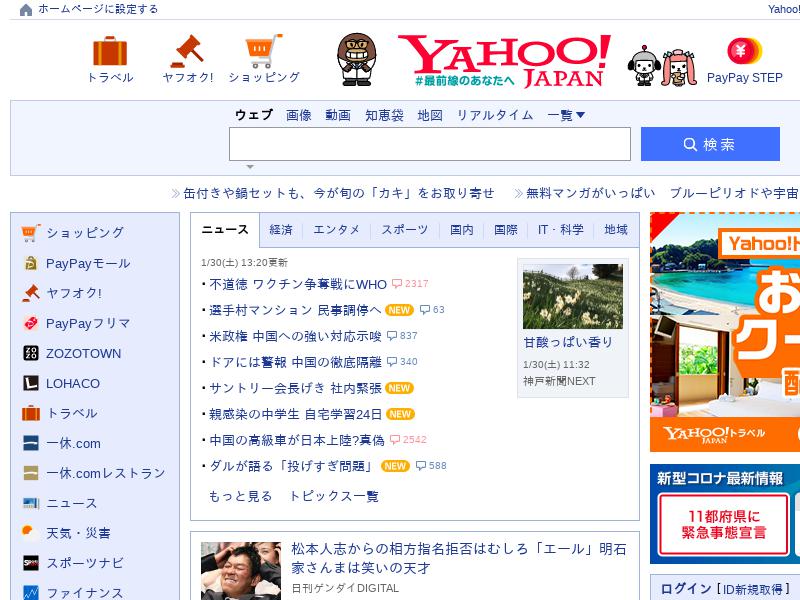 ホームページに設定する
Yahoo!
トラベル
ヤフオク!
ショッピング
YAHOO!
JAPAN
#最前線のあなたへ
PayPay STEP
ウェブ 画像 動画 知恵袋 地図 リアルタイム 一覧
検索
缶付きや鍋セットも、今が旬の「カキ」をお取り寄せ
無料マンガがいっぱい ブルーピリオドや宇宙
ショッピング
PayPayモール
ヤフオク!
PayPayフリマ
ZOZOTOWN
LOHACO
トラベル
一休.com
一休.comレストラン
ニュース
天気・災害
スポーツナビ
ファイナンス
ニュース 経済 エンタメ スポーツ 国内 国際 IT・科学 地域
1/30(土) 13:20更新
不道徳 ワクチン争奪戦にWHO 2317
選手村マンション 民事調停へ NEW 63
米政権 中国への強い対応示唆 837
ドアには警報 中国の徹底隔離 340
サントリー会長げき 社内緊張 NEW
親感染の中学生 自宅学習24日 NEW
中国の高級車が日本上陸?真偽 2542
ダルが語る「投げすぎ問題」 NEW 588
もっと見る トピックス一覧
甘酸っぱい香り
1/30(土) 11:32
神戸新聞NEXT
松本人志からの相方指名拒否はむしろ「エール」明石
家さんまは笑いの天才
日刊ゲンダイDIGITAL
Yahoo!ト
お
クー
配
YAHOO!
JAPAN
トラベル
新型コロナ最新情報
11都府県に
緊急事態宣言
ログイン [ ID新規取得 ]